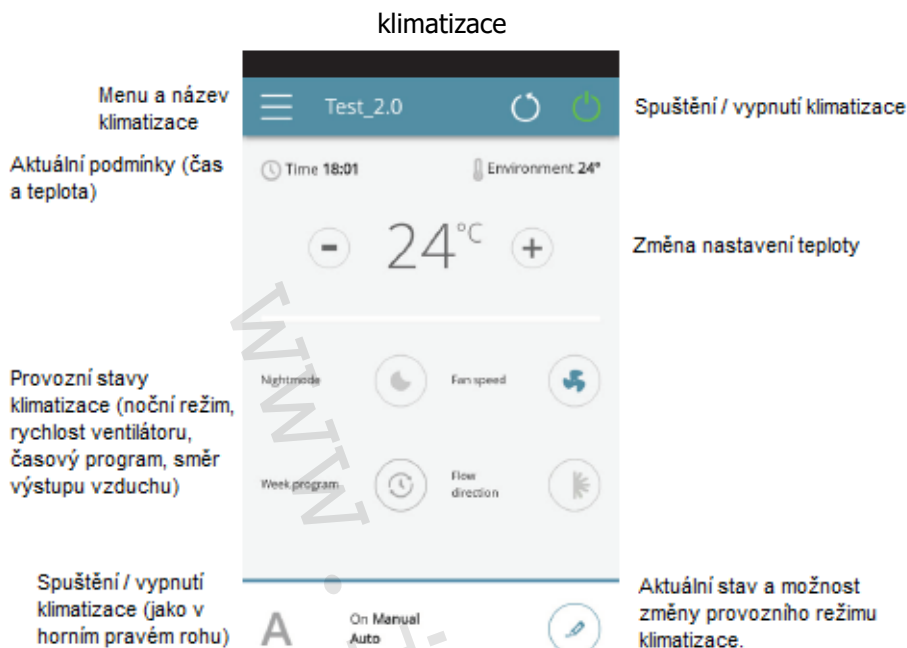 klimatizace
Menu a název
klimatizace
Test_2.0
Spuštění / vypnutí klimatizace
Aktuální podmínky (čas
a teplota)
Time 18:01
Environment 24°
24°C
Změna nastavení teploty
Provozní stavy
klimatizace (noční režim,
rychlost ventilátoru,
časový program, směr
výstupu vzduchu)
Nightmode
Fan speed
Week program
Flow
direction
Spuštění / vypnutí
klimatizace (jako v
horním pravém rohu)
A
On Manual
Auto
Aktuální stav a možnost
změny provozního režimu
klimatizace.
www.